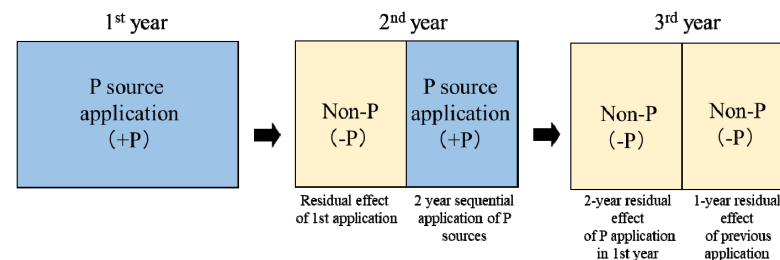 1st year
2nd year
3rd year
P source
application
(+P)
Non-P
(-P)
P source
application
(+P)
Non-P
(-P)
Non-P
(-P)
Residual effect
of 1st application
2 year sequential
application of P
sources
2-year residual
effect
of P application
in 1st year
1-year residual
effect
of previous
application